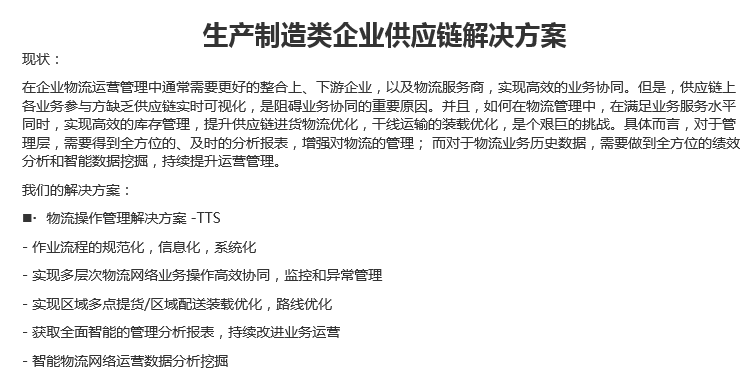 生产制造类企业供应链解决方案
现状：
在企业物流运营管理中通常需要更好的整合上、下游企业，以及物流服务商，实现高效的业务协同。但是，供应链上
各业务参与方缺乏供应链实时可视化，是阻碍业务协同的重要原因。并且，如何在物流管理中，在满足业务服务水平
同时，实现高效的库存管理，提升供应链进货物流优化，干线运输的装载优化，是个艰巨的挑战。具体而言，对于管
理层，需要得到全方位的、及时的分析报表，增强对物流的管理； 而对于物流业务历史数据，需要做到全方位的绩效
分析和智能数据挖掘，持续提升运营管理。
我们的解决方案：
■· 物流操作管理解决方案 -TTS
- 作业流程的规范化，信息化，系统化
- 实现多层次物流网络业务操作高效协同，监控和异常管理
- 实现区域多点提货/区域配送装载优化，路线优化
- 获取全面智能的管理分析报表，持续改进业务运营
- 智能物流网络运营数据分析挖掘